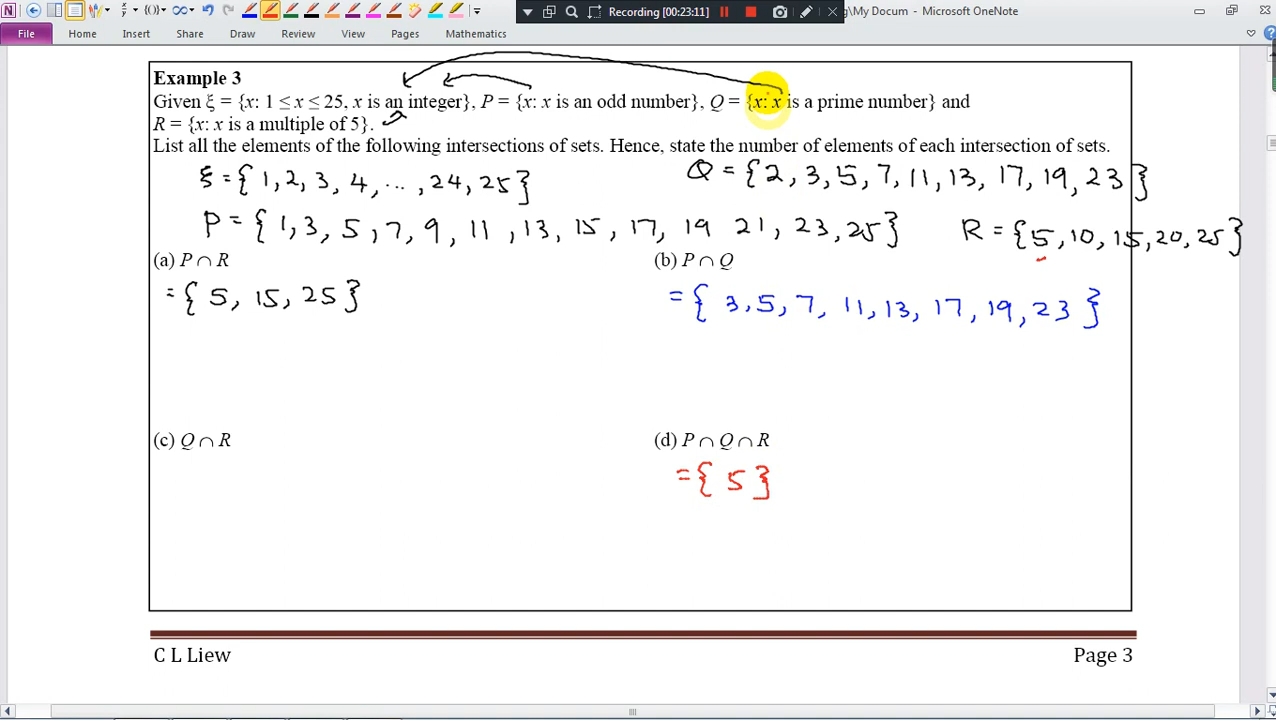 Recording [00:23:11]
g\My Docum - Microsoft OneNote
File Home Insert Share Draw Review View Pages Mathematics
Example 3
Given ξ = {x: 1 ≤ x ≤ 25, x is an integer}, P = {x: x is an odd number}, Q = {x: x is a prime number} and
R = {x: x is a multiple of 5}.
List all the elements of the following intersections of sets. Hence, state the number of elements of each intersection of sets.
ξ = { 1, 2, 3, 4, ..., 24, 25 }
Q = { 2, 3, 5, 7, 11, 13, 17, 19, 23 }
P = { 1, 3, 5, 7, 9, 11, 13, 15, 17, 19 21, 23, 25 }
R = { 5, 10, 15, 20, 25 }
(a) P ∩ R
= { 5, 15, 25 }
(b) P ∩ Q
= { 3, 5, 7, 11, 13, 17, 19, 23 }
(c) Q ∩ R
(d) P ∩ Q ∩ R
= { 5 }
C L Liew
Page 3